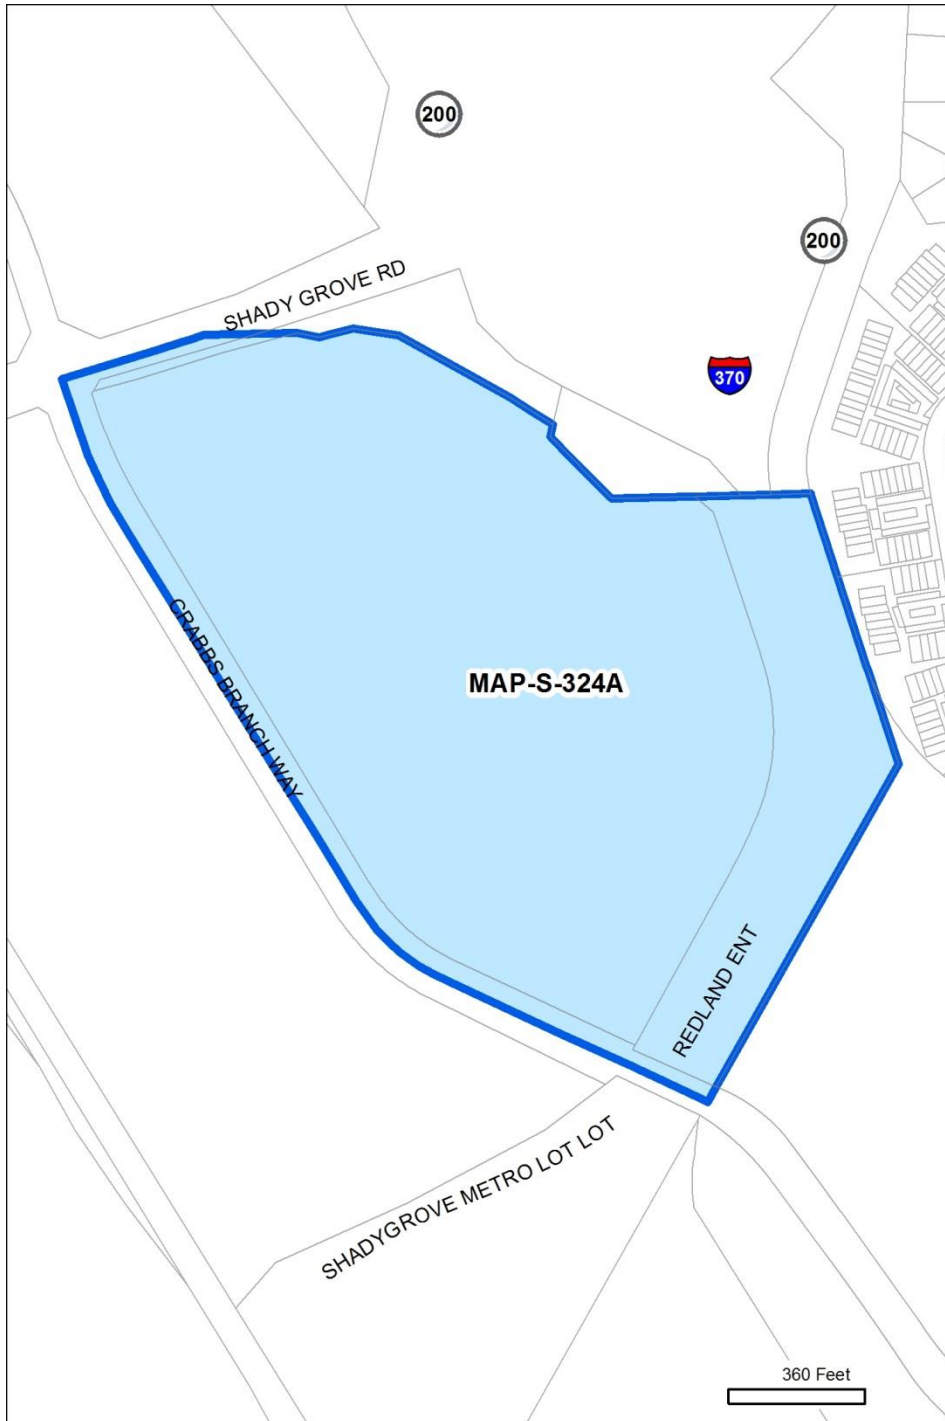 200
200
SHADY GROVE RD
370
CRABBS BRANCH WAY
MAP-S-324A
REDLAND ENT
SHADYGROVE METRO LOT LOT
360 Feet